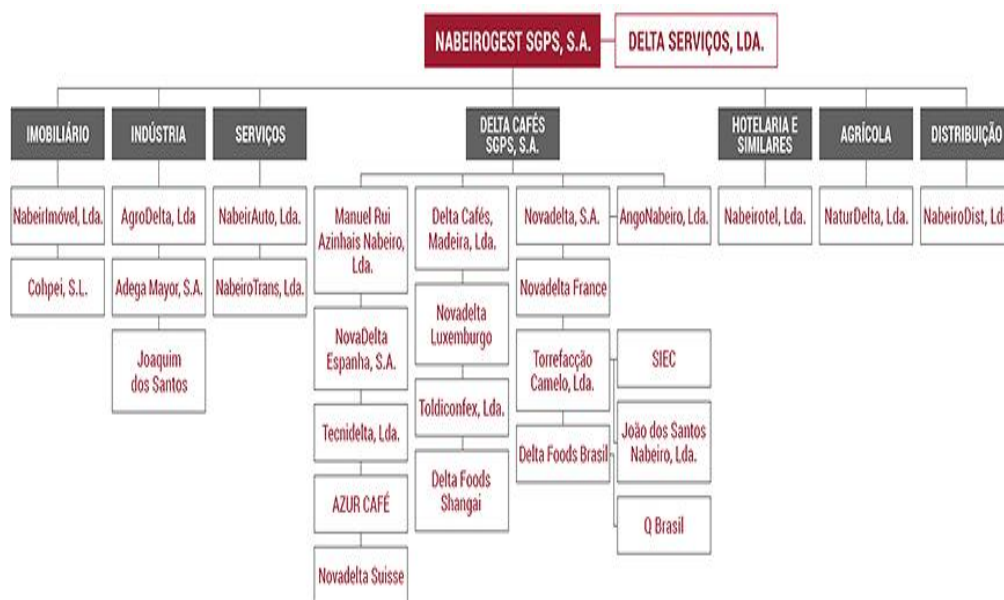 NABEIROGEST SGPS, S.A.
DELTA SERVIÇOS, LDA.
IMOBILIÁRIO
INDÚSTRIA
SERVIÇOS
DELTA CAFÉS
SGPS, S.A.
HOTELARIA E
SIMILARES
AGRÍCOLA
DISTRIBUIÇÃO
NabeirImóvel, Lda.
AgroDelta, Lda
NabeirAuto, Lda.
Manuel Rui
Azinhais Nabeiro,
Lda.
Delta Cafés,
Madeira, Lda.
Novadelta, S.A.
AngoNabeiro, Lda.
Nabeirotel, Lda.
NaturDelta, Lda.
NabeiroDist, Lda
Cohpei, S.L.
Adega Mayor, S.A.
NabeiroTrans, Lda.
Novadelta France
Joaquim
dos Santos
NovaDelta
Espanha, S.A.
Novadelta
Luxemburgo
Torrefacção
Camelo, Lda.
SIEC
Tecnidelta, Lda.
Toldiconfex, Lda.
Delta Foods Brasil
João dos Santos
Nabeiro, Lda.
AZUR CAFÉ
Delta Foods
Shangai
Q Brasil
Novadelta Suisse